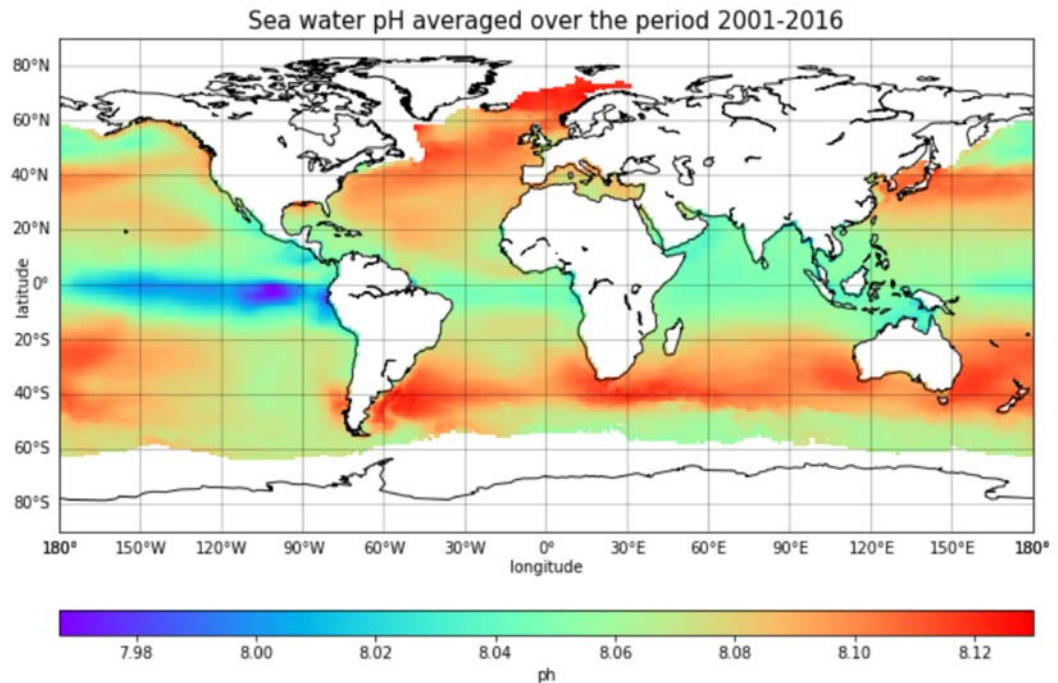 Sea water pH averaged over the period 2001-2016
80°N
60°N
40°N
20°N
0°
20°S
40°S
60°S
80°S
latitude
180° 150°W 120°W 90°W 60°W 30°W 0° 30°E 60°E 90°E 120°E 150°E 180°
longitude
7.98 8.00 8.02 8.04 8.06 8.08 8.10 8.12
ph